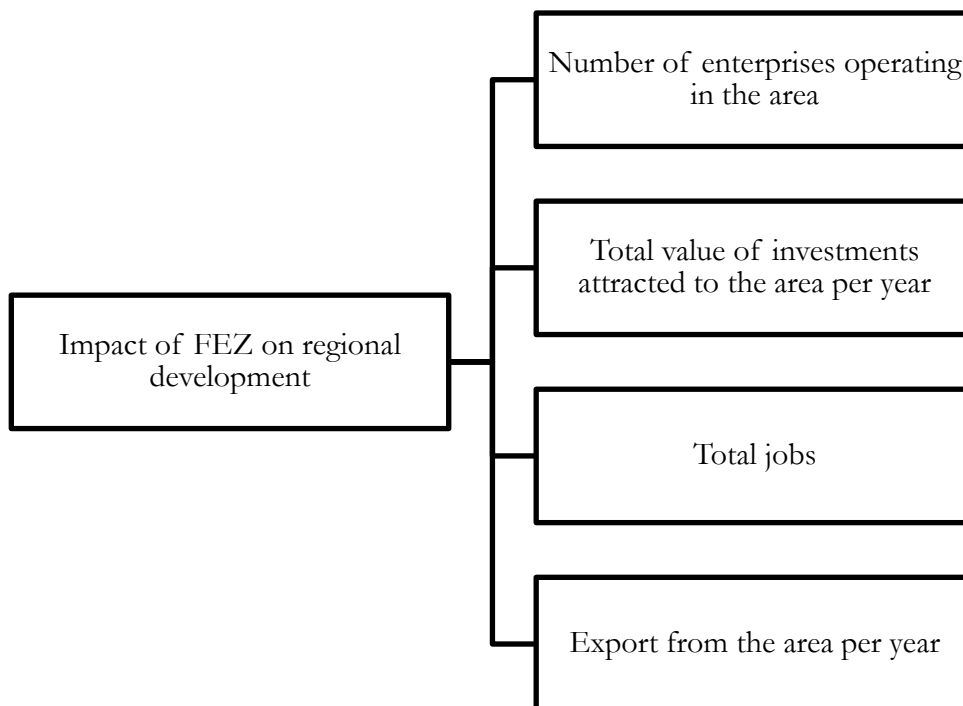 Number of enterprises operating
in the area
Total value of investments
attracted to the area per year
Impact of FEZ on regional
development
Total jobs
Export from the area per year